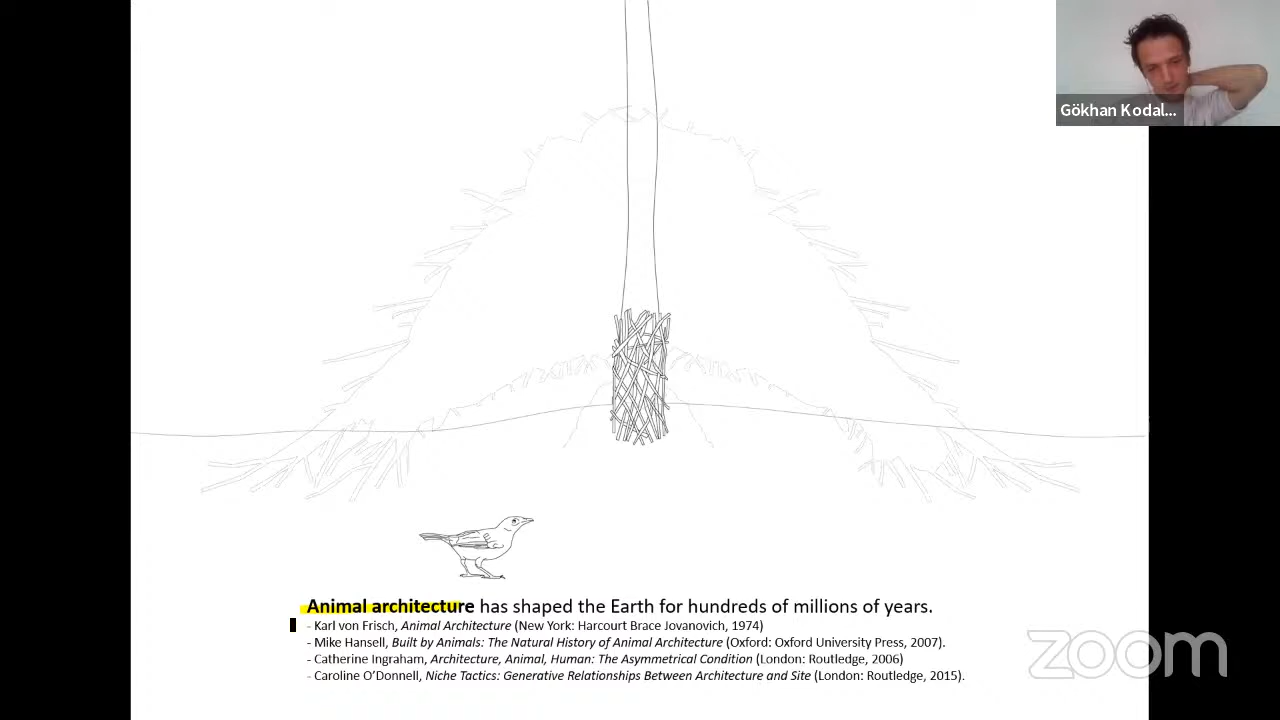 Gökhan Kodal...
Animal architecture has shaped the Earth for hundreds of millions of years.
- Karl von Frisch, Animal Architecture (New York: Harcourt Brace Jovanovich, 1974)
- Mike Hansell, Built by Animals: The Natural History of Animal Architecture (Oxford: Oxford University Press, 2007).
- Catherine Ingraham, Architecture, Animal, Human: The Asymmetrical Condition (London: Routledge, 2006)
- Caroline O’Donnell, Niche Tactics: Generative Relationships Between Architecture and Site (London: Routledge, 2015).
zoom